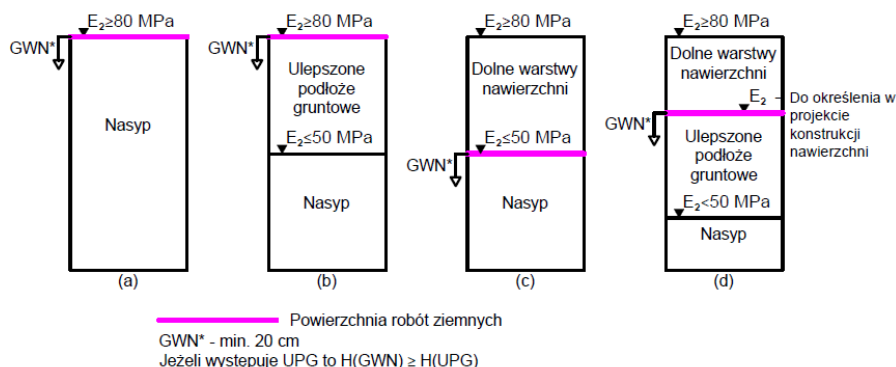 E₂≥80 MPa
GWN*
Nasyp
(a)
E₂≥80 MPa
GWN*
Ulepszone
podłoże
gruntowe
E₂≤50 MPa
Nasyp
(b)
E₂≥80 MPa
Dolne warstwy
nawierzchni
E₂≤50 MPa
GWN*
Nasyp
(c)
E₂≥80 MPa
Dolne warstwy
nawierzchni
E₂ – Do określenia w
projekcie
konstrukcji
nawierzchni
GWN*
Ulepszone
podłoże
gruntowe
E₂<50 MPa
Nasyp
(d)
Powierzchnia robót ziemnych
GWN* - min. 20 cm
Jeżeli występuje UPG to H(GWN) ≥ H(UPG)